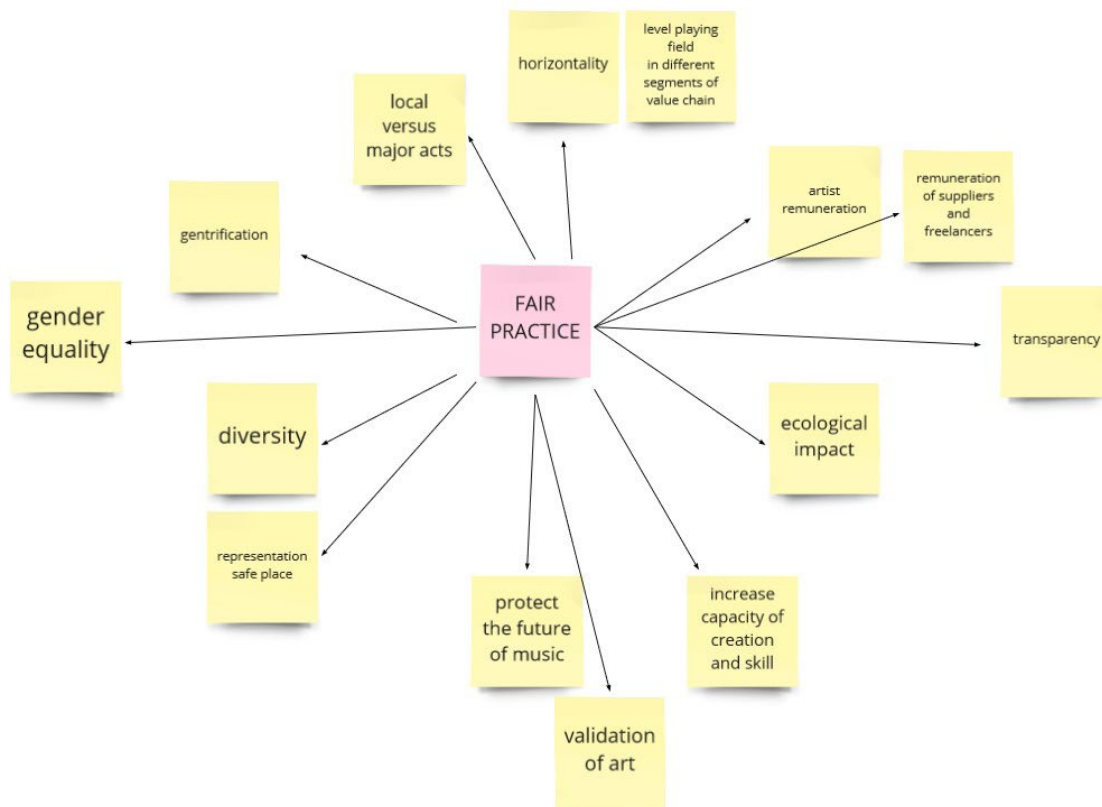 horizontality
level playing
field
in different
segments of
value chain
local
versus
major acts
artist
remuneration
remuneration
of suppliers
and
freelancers
gentrification
FAIR
PRACTICE
gender
equality
transparency
diversity
ecological
impact
representation
safe place
protect
the future
of music
increase
capacity of
creation
and skill
validation
of art